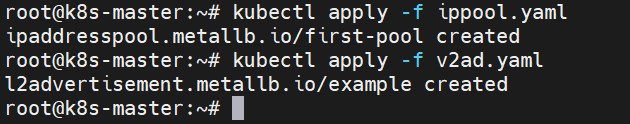 root@k8s-master:~# kubectl apply -f ippool.yaml
ipaddresspool.metallb.io/first-pool created
root@k8s-master:~# kubectl apply -f v2ad.yaml
l2advertisement.metallb.io/example created
root@k8s-master:~#